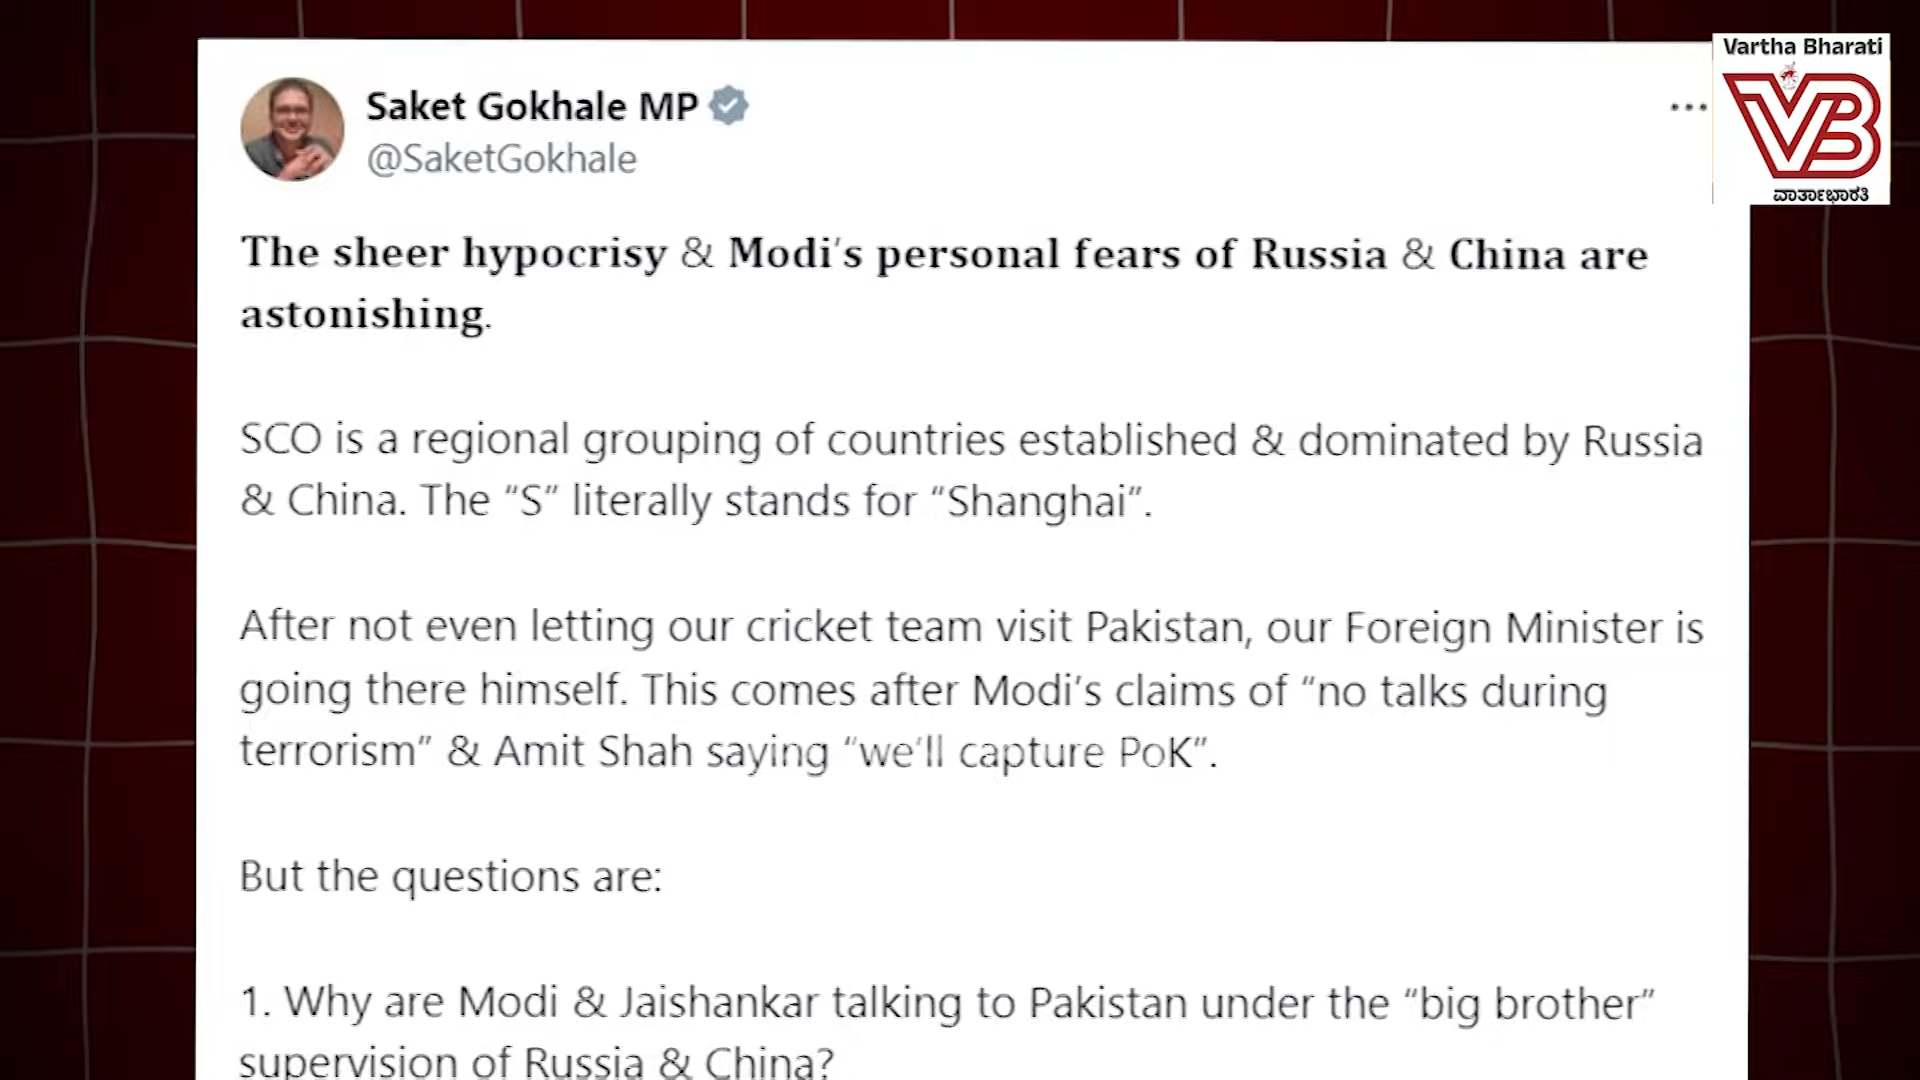 Vartha Bharati
VB
ವಾರ್ತಾಭಾರತಿ
Saket Gokhale MP
@SaketGokhale
The sheer hypocrisy & Modi's personal fears of Russia & China are
astonishing.
SCO is a regional grouping of countries established & dominated by Russia
& China. The “S” literally stands for “Shanghai”.
After not even letting our cricket team visit Pakistan, our Foreign Minister is
going there himself. This comes after Modi’s claims of “no talks during
terrorism” & Amit Shah saying “we’ll capture PoK”.
But the questions are:
1. Why are Modi & Jaishankar talking to Pakistan under the “big brother”
supervision of Russia & China?